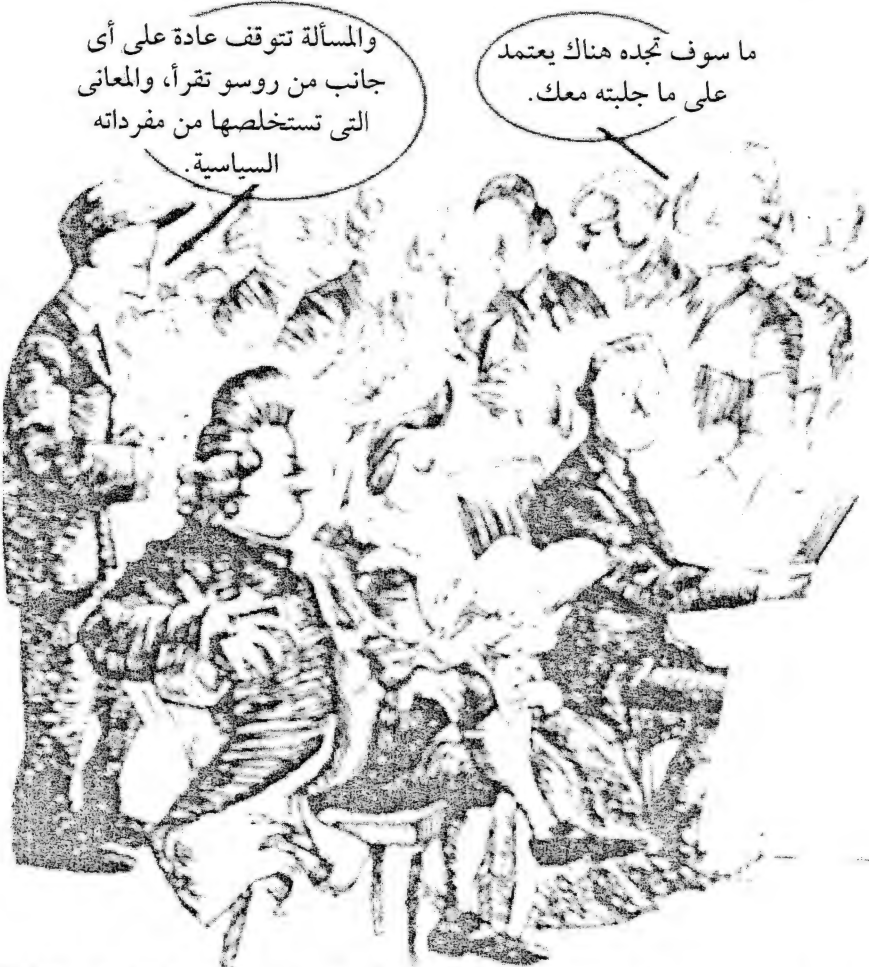 ما سوف تجده هناك يعتمد
على ما جلبته معك.
والمسألة تتوقف عادة على أى
جانب من روسو تقرأ، والمعانى
التى تستخلصها من مفرداته
السياسية.